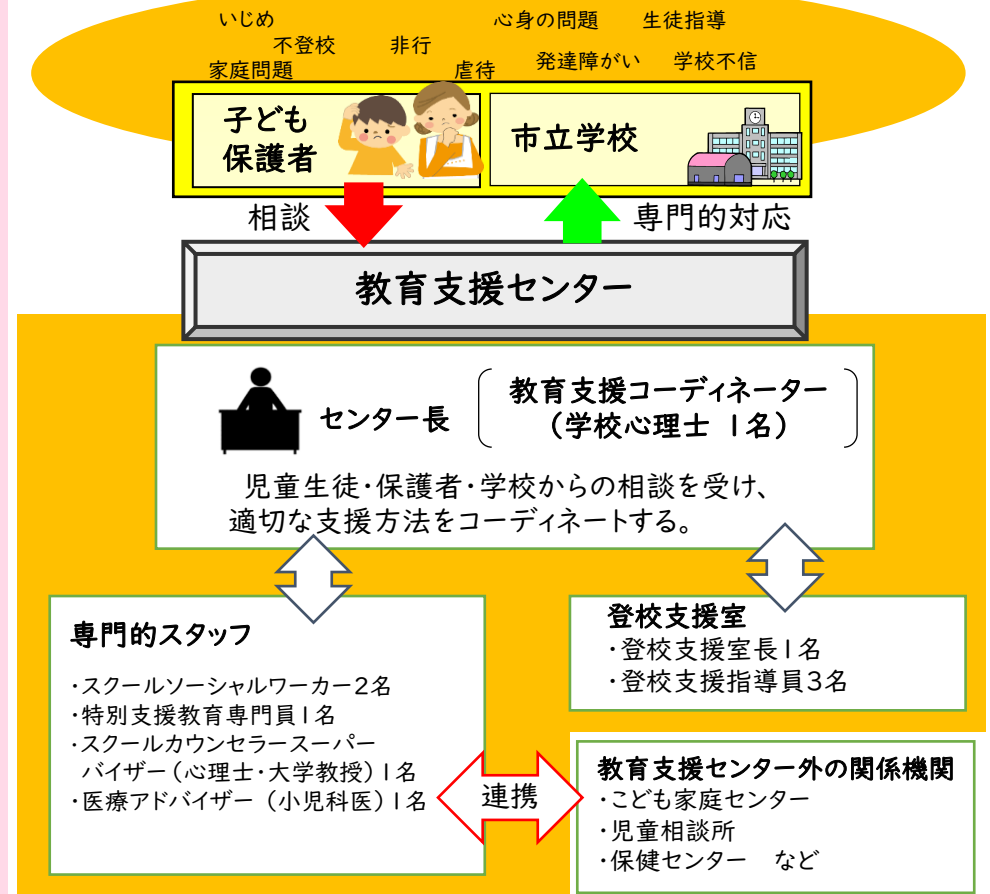 いじめ
心身の問題
生徒指導
不登校
非行
家庭問題
虐待
発達障がい
学校不信
子ども
保護者
市立学校
相談
専門的対応
教育支援センター
センター長
教育支援コーディネーター
(学校心理士 1名)
児童生徒・保護者・学校からの相談を受け、
適切な支援方法をコーディネートする。
専門的スタッフ
・スクールソーシャルワーカー2名
・特別支援教育専門員1名
・スクールカウンセラースーパー
バイザー(心理士・大学教授)1名
・医療アドバイザー (小児科医)1名
登校支援室
・登校支援室長1名
・登校支援指導員3名
連携
教育支援センター外の関係機関
・こども家庭センター
・児童相談所
・保健センター など